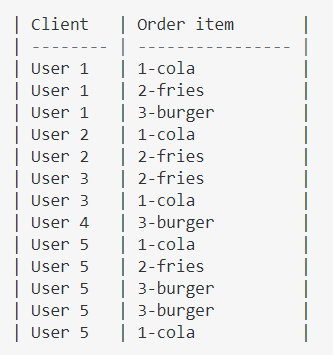 | Client | Order item |
| -------- | ---------------- |
| User 1 | 1-cola |
| User 1 | 2-fries |
| User 1 | 3-burger |
| User 2 | 1-cola |
| User 2 | 2-fries |
| User 3 | 2-fries |
| User 3 | 1-cola |
| User 4 | 3-burger |
| User 5 | 1-cola |
| User 5 | 2-fries |
| User 5 | 3-burger |
| User 5 | 3-burger |
| User 5 | 1-cola |